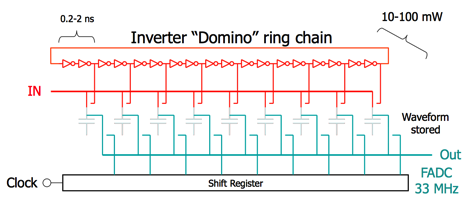 0.2-2 ns
Inverter “Domino” ring chain
10-100 mW
IN
Waveform
stored
Out
Clock
Shift Register
FADC
33 MHz